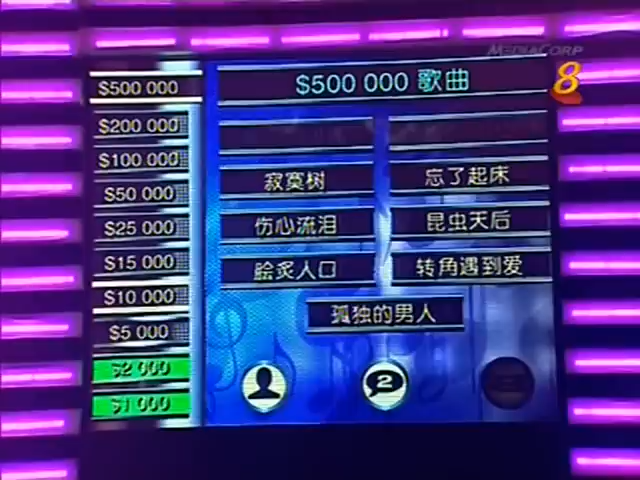 MEDIACORP
8
$500 000 歌曲
$500 000
$200 000
$100 000
$50 000
$25 000
$15 000
$10 000
$5 000
$2 000
$1 000
寂寞树 忘了起床
伤心流泪 昆虫天后
脍炙人口 转角遇到爱
孤独的男人
2